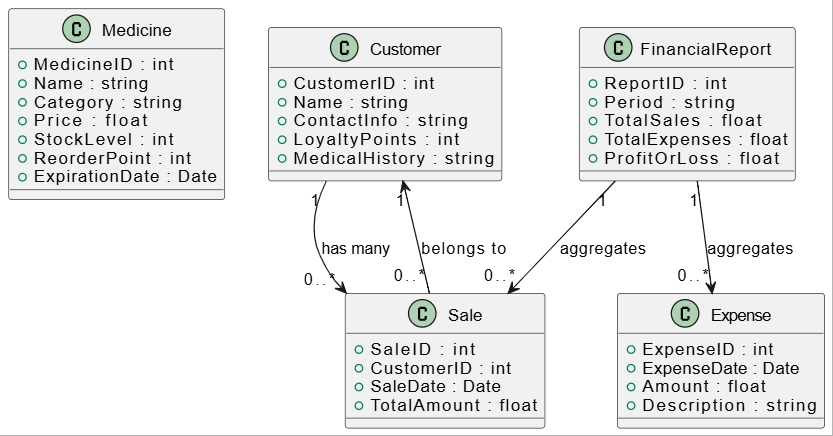 C Medicine
MedicineID : int
Name : string
Category : string
Price : float
StockLevel : int
ReorderPoint : int
ExpirationDate : Date
C Customer
CustomerID : int
Name : string
ContactInfo : string
LoyaltyPoints : int
MedicalHistory : string
C FinancialReport
ReportID : int
Period : string
TotalSales : float
TotalExpenses : float
ProfitOrLoss : float
1
1
1
1
has many
belongs to
aggregates
aggregates
0..*
0..*
0..*
0..*
C Sale
SaleID : int
CustomerID : int
SaleDate : Date
TotalAmount : float
C Expense
ExpenseID : int
ExpenseDate : Date
Amount : float
Description : string